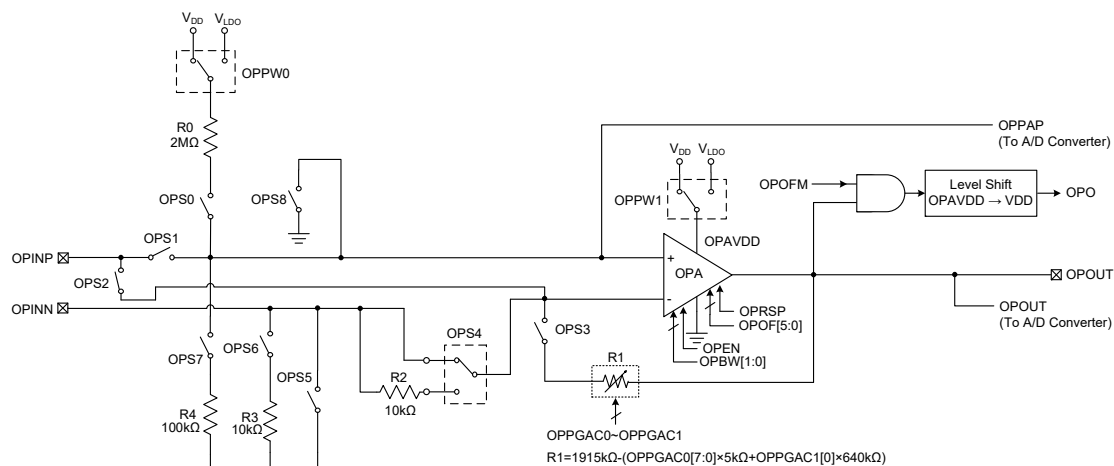 VDD VLDO
OPPW0
R0
2MΩ
OPS0
OPS8
OPPAP
(To A/D Converter)
VDD VLDO
OPPW1
OPAVDD
OPOFM
Level Shift
OPAVDD → VDD
OPO
OPS1
OPINP
OPS2
+
OPA
-
OPOUT
OPINN
OPS3
OPRSP
OPOF[5:0]
OPEN
OPBW[1:0]
OPOUT
(To A/D Converter)
OPS4
OPS7
OPS6
OPS5
R2
10kΩ
R1
R4
100kΩ
R3
10kΩ
OPPGAC0~OPPGAC1
R1=1915kΩ-(OPPGAC0[7:0]×5kΩ+OPPGAC1[0]×640kΩ)